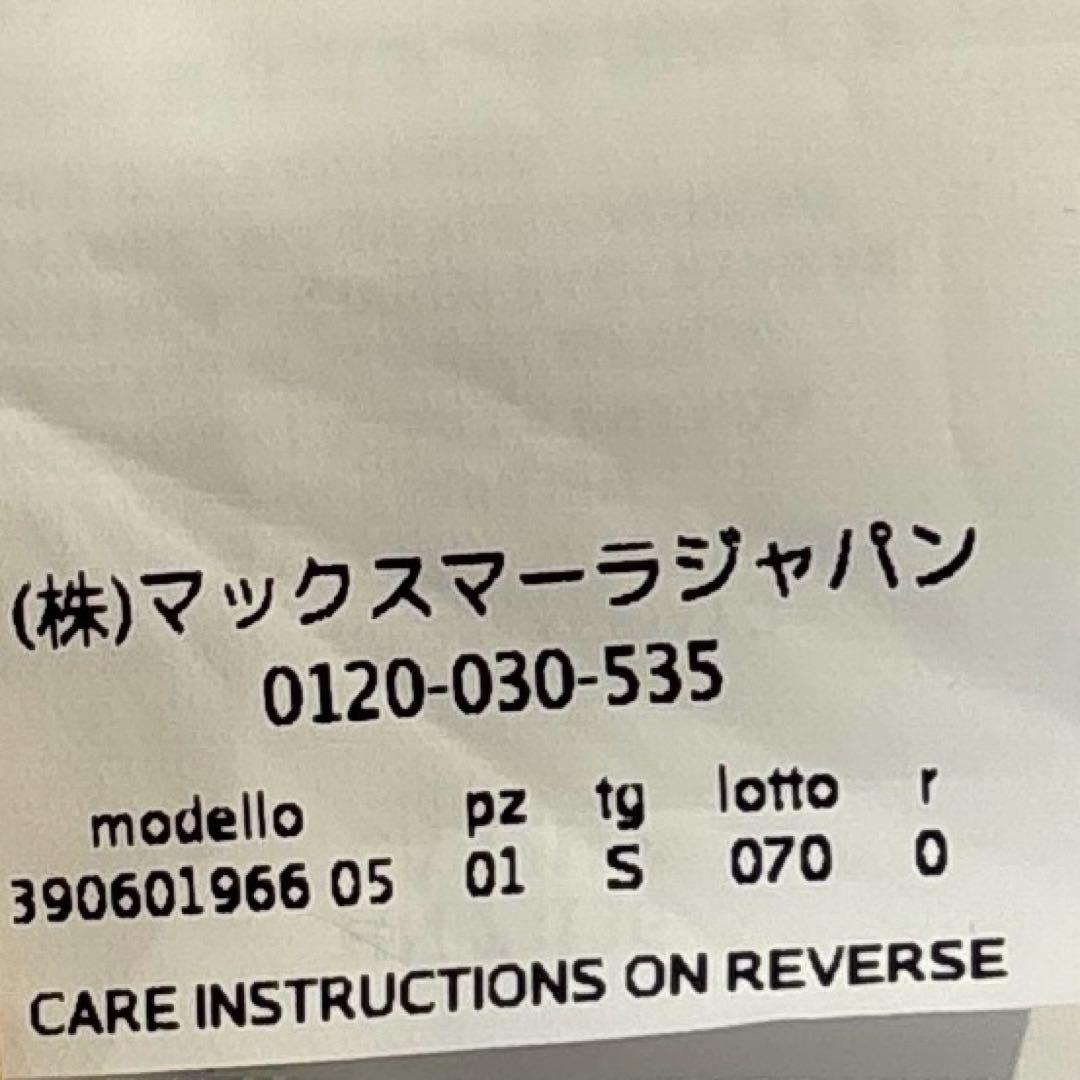 (株)マックスマーラジャパン
0120-030-535
modello pz tg lotto r
390601966 05 01 S 070 0
CARE INSTRUCTIONS ON REVERSE